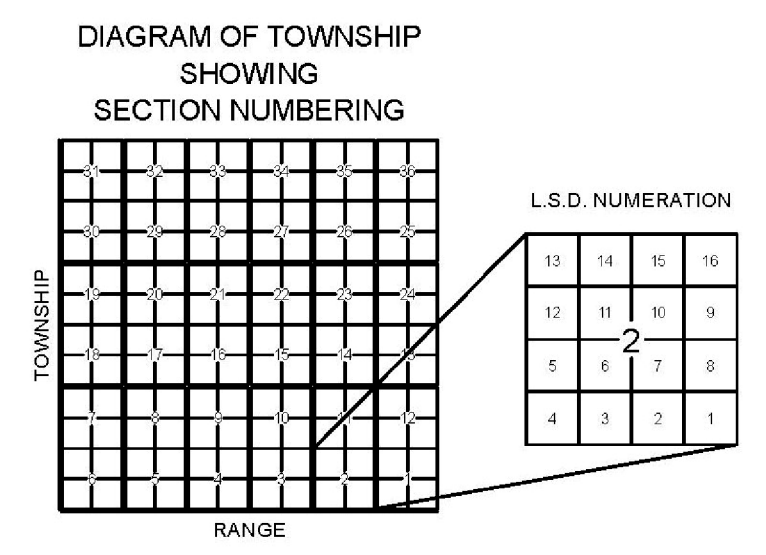 DIAGRAM OF TOWNSHIP
SHOWING
SECTION NUMBERING
31 32 33 34 35 36
30 29 28 27 26 25
19 20 21 22 23 24
18 17 16 15 14 13
7 8 9 10 11 12
6 5 4 3 2 1
TOWNSHIP
RANGE
L.S.D. NUMERATION
13 14 15 16
12 11 10 9
2
5 6 7 8
4 3 2 1